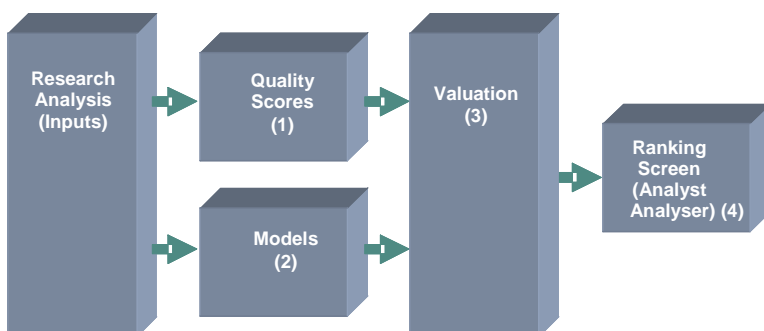 Research
Analysis
(Inputs)
Quality
Scores
(1)
Models
(2)
Valuation
(3)
Ranking
Screen
(Analyst
Analyser) (4)